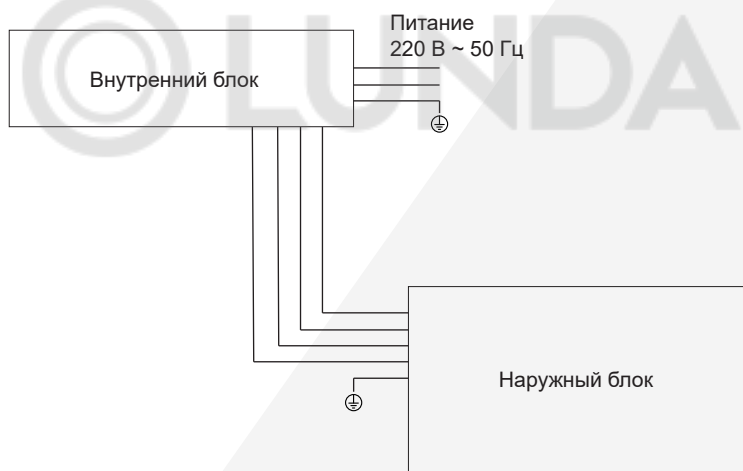 LUNDA
Питание
220 В ~ 50 Гц
Внутренний блок
Наружный блок